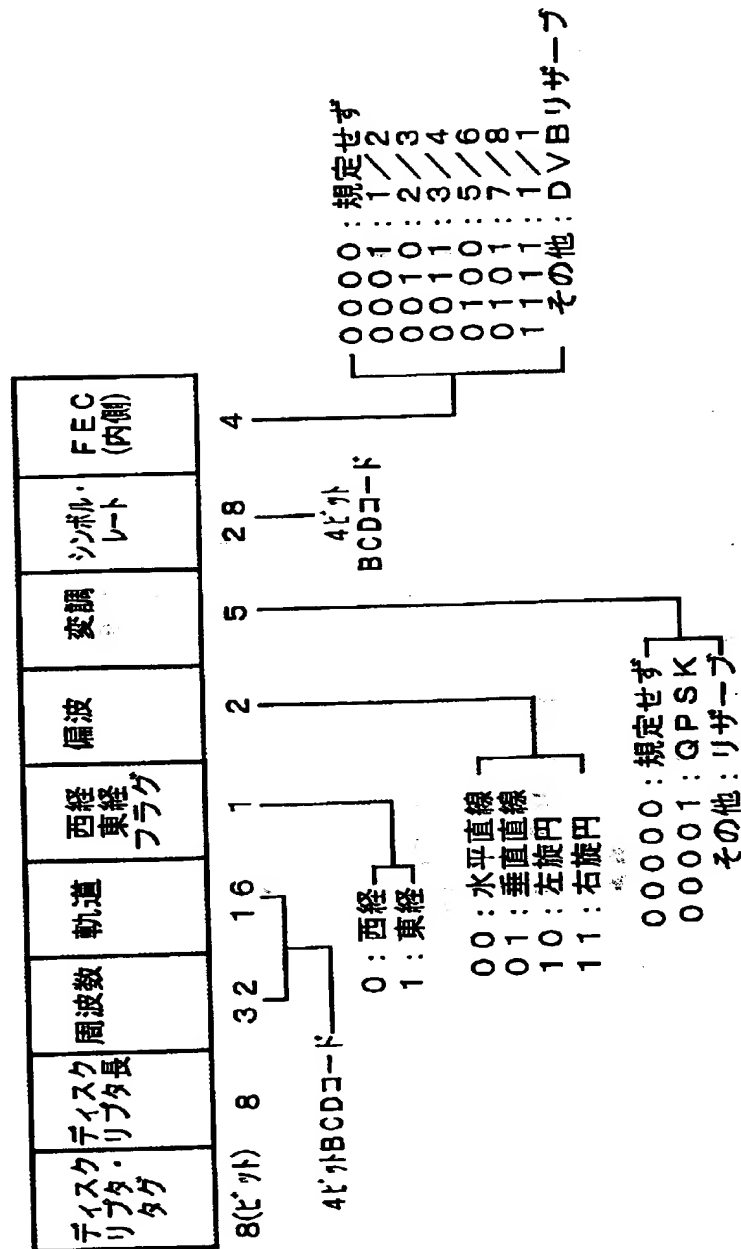 ディスク
リプタ・
タグ
ディスク
リプタ長
周波数
軌道
西経
東経
フラグ
偏波
変調
シンボル・
レート
FEC
(内側)
8(ビット)
8
32
16
1
2
5
28
4
4ビットBCDコード
0:西経
1:東経
00:水平直線
01:垂直直線
10:左旋円
11:右旋円
00000:規定せず
00001:QPSK
その他:リザーブ
4ビット
BCDコード
0000:規定せず
0001:1/2
0010:2/3
0011:3/4
0100:5/6
0101:7/8
1111:1/1
その他:DVBリザーブ